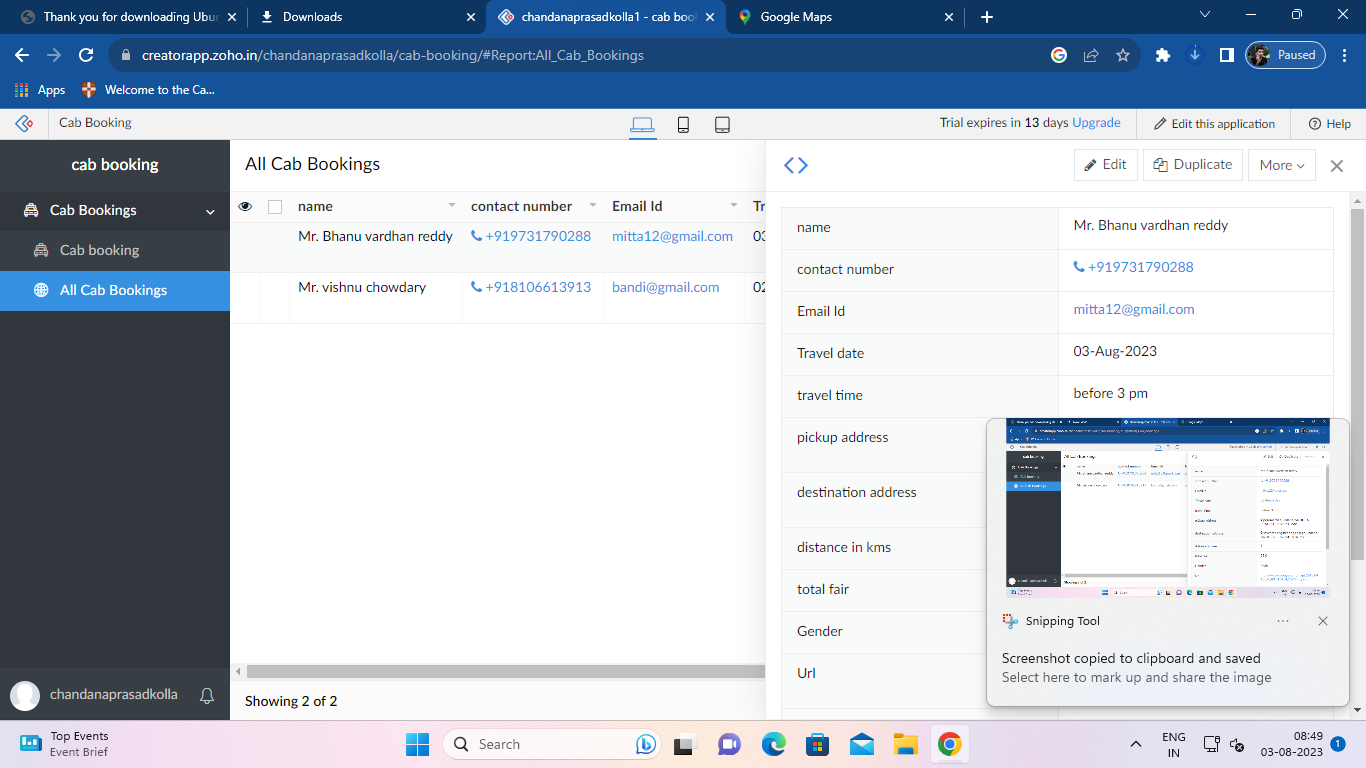 Thank you for downloading Ubun
Downloads
chandanaprasadkolla1 - cab bool
Google Maps
creatorapp.zoho.in/chandanaprasadkolla/cab-booking/#Report:All_Cab_Bookings
Paused
Apps
Welcome to the Ca...
Cab Booking
Trial expires in 13 days Upgrade
Edit this application
Help
cab booking
All Cab Bookings
Edit
Duplicate
More
Cab Bookings
Cab booking
All Cab Bookings
name contact number Email Id Tr
Mr. Bhanu vardhan reddy +919731790288 mitta12@gmail.com 03
Mr. vishnu chowdary +918106613913 bandi@gmail.com 02
name Mr. Bhanu vardhan reddy
contact number +919731790288
Email Id mitta12@gmail.com
Travel date 03-Aug-2023
travel time before 3 pm
pickup address
destination address
distance in kms
total fair
Gender
Url
Snipping Tool
Screenshot copied to clipboard and saved
Select here to mark up and share the image
chandanaprasadkolla
Showing 2 of 2
Top Events
Event Brief
Search
ENG
IN
08:49
03-08-2023
1